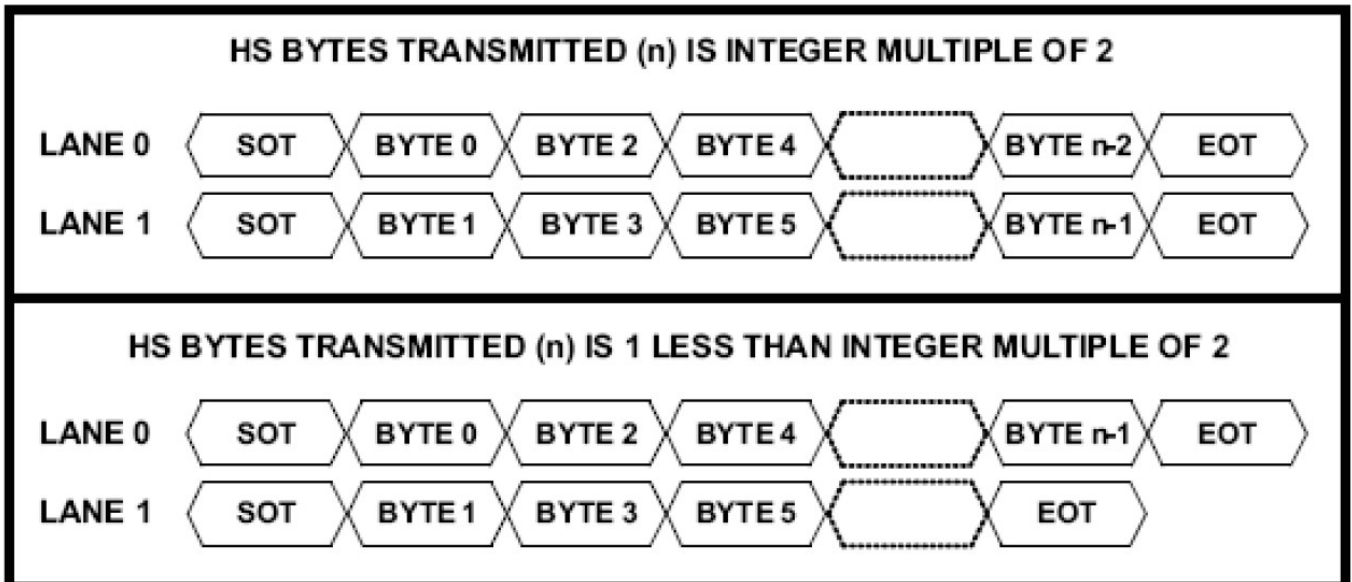 HS BYTES TRANSMITTED (n) IS INTEGER MULTIPLE OF 2
LANE 0 SOT BYTE 0 BYTE 2 BYTE 4 BYTE n-2 EOT
LANE 1 SOT BYTE 1 BYTE 3 BYTE 5 BYTE n-1 EOT
HS BYTES TRANSMITTED (n) IS 1 LESS THAN INTEGER MULTIPLE OF 2
LANE 0 SOT BYTE 0 BYTE 2 BYTE 4 BYTE n-1 EOT
LANE 1 SOT BYTE 1 BYTE 3 BYTE 5 EOT